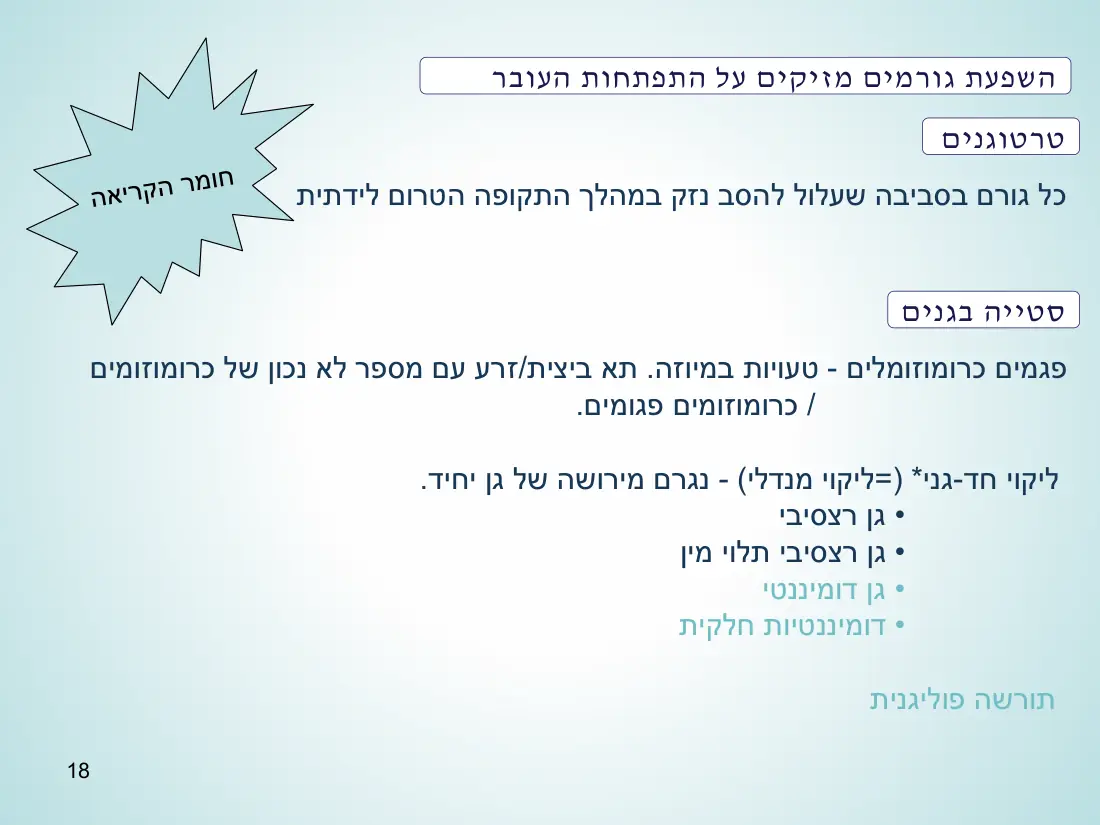 השפעת גורמים מזיקים על התפתחות העובר
טרטוגנים
חומר הקריאה
כל גורם בסביבה שעלול להסב נזק במהלך התקופה הטרום לידתית
סטייה בגנים
פגמים כרומוזומלים - טעויות במיוזה. תא ביצית/זרע עם מספר לא נכון של כרומוזומים
/ כרומוזומים פגומים.
ליקוי חד-גני* (=ליקוי מנדלי) - נגרם מירושה של גן יחיד.
• גן רצסיבי
• גן רצסיבי תלוי מין
• גן דומיננטי
• דומיננטיות חלקית
תורשה פוליגנית
18